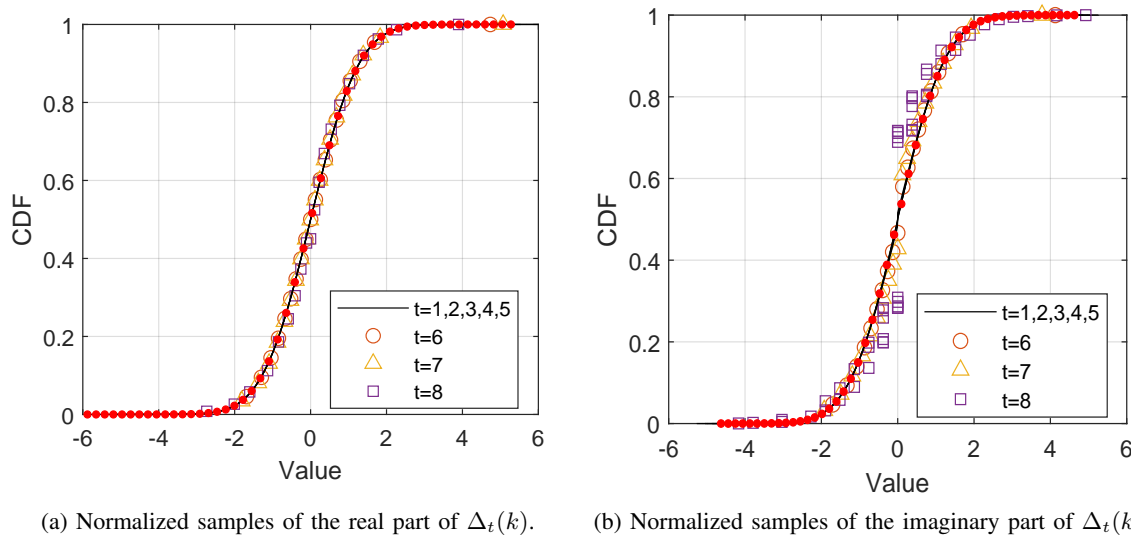 1
0.8
0.6
0.4
0.2
0
CDF
-6 -4 -2 0 2 4 6
Value
t=1,2,3,4,5
t=6
t=7
t=8
(a) Normalized samples of the real part of Δ_t(k).
1
0.8
0.6
0.4
0.2
0
CDF
-6 -4 -2 0 2 4 6
Value
t=1,2,3,4,5
t=6
t=7
t=8
(b) Normalized samples of the imaginary part of Δ_t(k